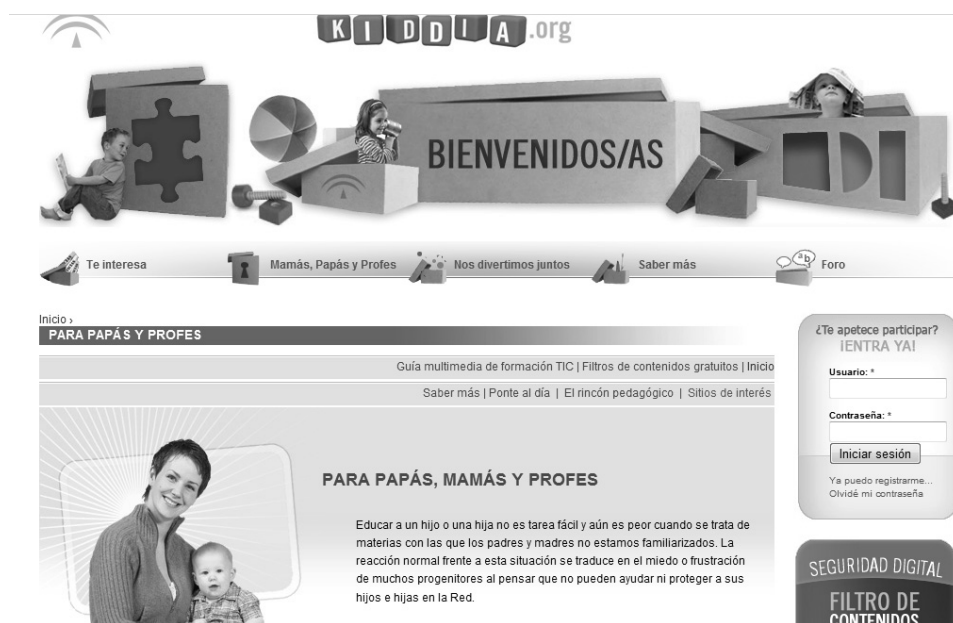 KIDDIA.org
BIENVENIDOS/AS
Te interesa
Mamás, Papás y Profes
Nos divertimos juntos
Saber más
ab
Foro
Inicio ›
PARA PAPÁS Y PROFES
Guía multimedia de formación TIC | Filtros de contenidos gratuitos | Inicio
Saber más | Ponte al día | El rincón pedagógico | Sitios de interés
PARA PAPÁS, MAMÁS Y PROFES
Educar a un hijo o una hija no es tarea fácil y aún es peor cuando se trata de
materias con las que los padres y madres no estamos familiarizados. La
reacción normal frente a esta situación se traduce en el miedo o frustración
de muchos progenitores al pensar que no pueden ayudar ni proteger a sus
hijos e hijas en la Red.
¿Te apetece participar?
¡ENTRA YA!
Usuario: *
Contraseña: *
Iniciar sesión
Ya puedo registrarme...
Olvidé mi contraseña
SEGURIDAD DIGITAL
FILTRO DE
CONTENIDOS